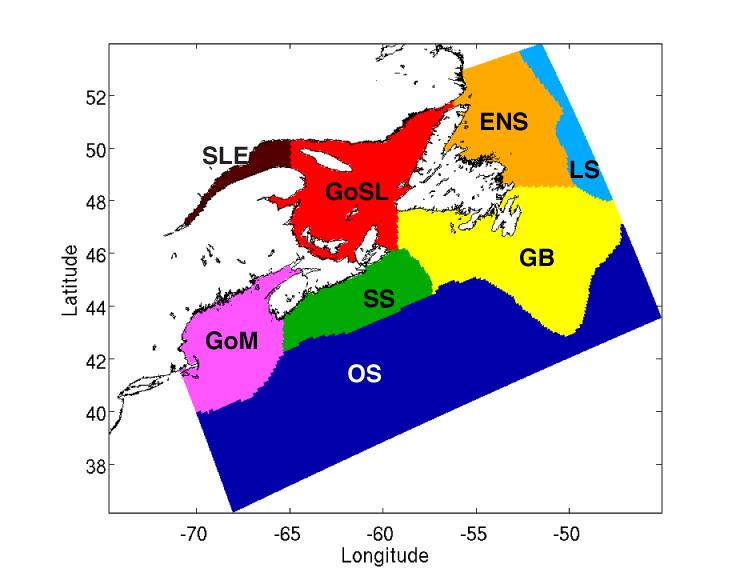 52
ENS
50
SLE
LS
GoSL
48
46
GB
Latitude
SS
44
GoM
42
OS
40
38
-70
-65
-60
-55
-50
Longitude